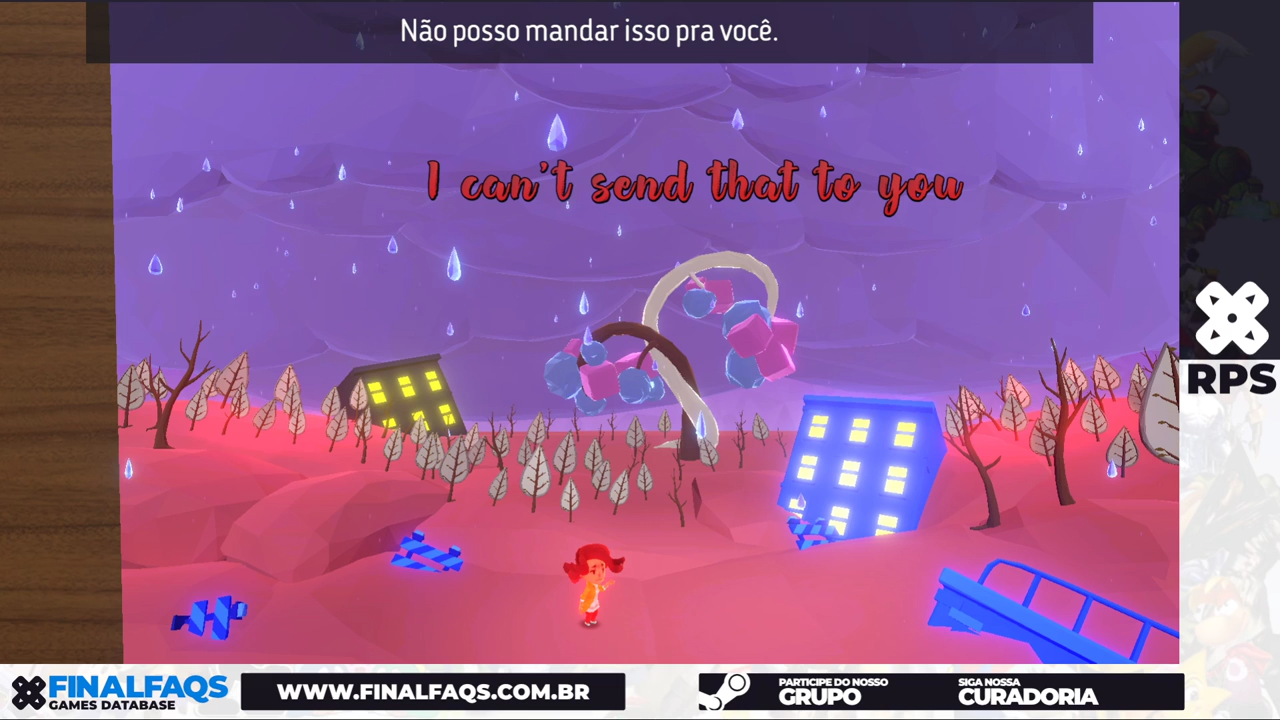 Não posso mandar isso pra você.
I can't send that to you
RPS
FINALFAQS
GAMES DATABASE
WWW.FINALFAQS.COM.BR
PARTICIPE DO NOSSO
GRUPO
SIGA NOSSA
CURADORIA